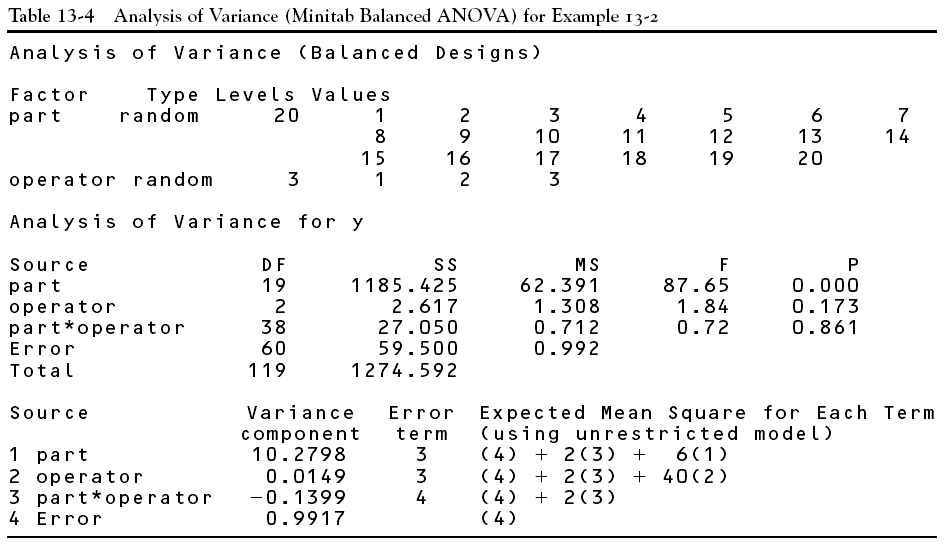 Table 13-4 Analysis of Variance (Minitab Balanced ANOVA) for Example 13-2
Analysis of Variance (Balanced Designs)
Factor Type Levels Values
part random 20 1 2 3 4 5 6 7
8 9 10 11 12 13 14
15 16 17 18 19 20
operator random 3 1 2 3
Analysis of Variance for y
Source DF SS MS F P
part 19 1185.425 62.391 87.65 0.000
operator 2 2.617 1.308 1.84 0.173
part*operator 38 27.050 0.712 0.72 0.861
Error 60 59.500 0.992
Total 119 1274.592
Source Variance Error Expected Mean Square for Each Term
component term (using unrestricted model)
1 part 10.2798 3 (4) + 2(3) + 6(1)
2 operator 0.0149 3 (4) + 2(3) + 40(2)
3 part*operator −0.1399 4 (4) + 2(3)
4 Error 0.9917 (4)